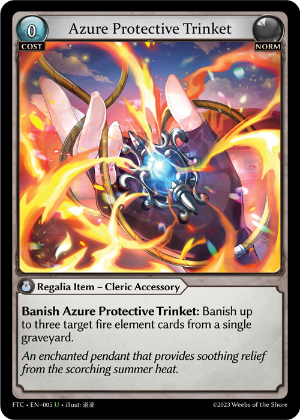 0
Azure Protective Trinket
COST
NORM
Regalia Item – Cleric Accessory
Banish Azure Protective Trinket: Banish up
to three target fire element cards from a single
graveyard.
An enchanted pendant that provides soothing relief
from the scorching summer heat.
FTC • EN–005 U • illust: 
©2023 Weebs of the Shore